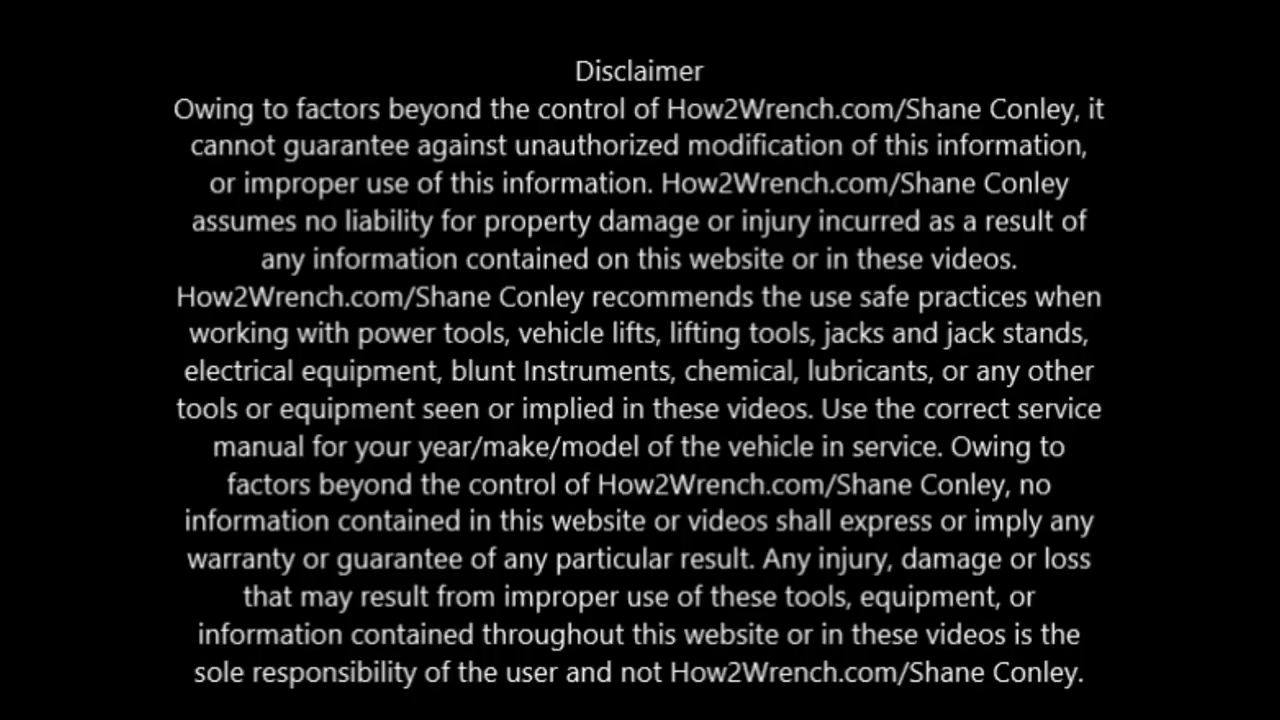 Disclaimer
Owing to factors beyond the control of How2Wrench.com/Shane Conley, it
cannot guarantee against unauthorized modification of this information,
or improper use of this information. How2Wrench.com/Shane Conley
assumes no liability for property damage or injury incurred as a result of
any information contained on this website or in these videos.
How2Wrench.com/Shane Conley recommends the use safe practices when
working with power tools, vehicle lifts, lifting tools, jacks and jack stands,
electrical equipment, blunt Instruments, chemical, lubricants, or any other
tools or equipment seen or implied in these videos. Use the correct service
manual for your year/make/model of the vehicle in service. Owing to
factors beyond the control of How2Wrench.com/Shane Conley, no
information contained in this website or videos shall express or imply any
warranty or guarantee of any particular result. Any injury, damage or loss
that may result from improper use of these tools, equipment, or
information contained throughout this website or in these videos is the
sole responsibility of the user and not How2Wrench.com/Shane Conley.